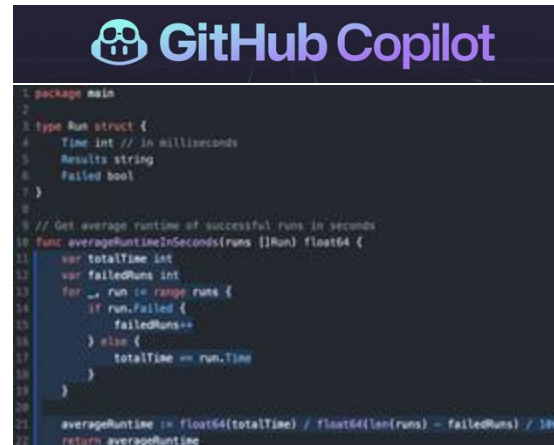 GitHub Copilot
1 package main
2
3 type Run struct {
4 Time int // in milliseconds
5 Results string
6 Failed bool
7 }
8
9 // Get average runtime of successful runs in seconds
10 func averageRuntimeInSeconds(runs []Run) float64 {
11 var totalTime int
12 var failedRuns int
13 for _, run := range runs {
14 if run.Failed {
15 failedRuns++
16 } else {
17 totalTime += run.Time
18 }
19 }
20
21 averageRuntime := float64(totalTime) / float64(len(runs) - failedRuns) / 10
22 return averageRuntime